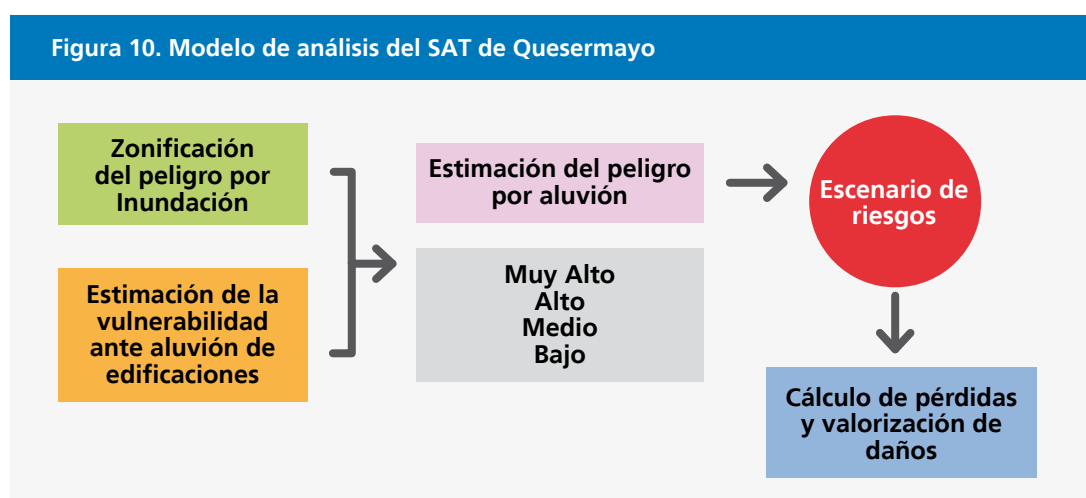 Figura 10. Modelo de análisis del SAT de Quesermayo
Zonificación
del peligro por
Inundación
Estimación de la
vulnerabilidad
ante aluvión de
edificaciones
Estimación del peligro
por aluvión
Muy Alto
Alto
Medio
Bajo
Escenario de
riesgos
Cálculo de pérdidas
y valorización de
daños